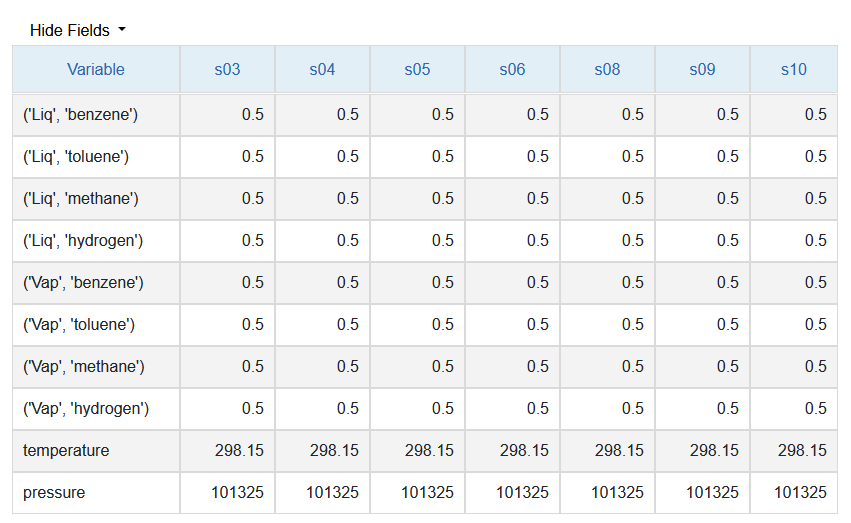 Hide Fields
Variable s03 s04 s05 s06 s08 s09 s10
('Liq', 'benzene') 0.5 0.5 0.5 0.5 0.5 0.5 0.5
('Liq', 'toluene') 0.5 0.5 0.5 0.5 0.5 0.5 0.5
('Liq', 'methane') 0.5 0.5 0.5 0.5 0.5 0.5 0.5
('Liq', 'hydrogen') 0.5 0.5 0.5 0.5 0.5 0.5 0.5
('Vap', 'benzene') 0.5 0.5 0.5 0.5 0.5 0.5 0.5
('Vap', 'toluene') 0.5 0.5 0.5 0.5 0.5 0.5 0.5
('Vap', 'methane') 0.5 0.5 0.5 0.5 0.5 0.5 0.5
('Vap', 'hydrogen') 0.5 0.5 0.5 0.5 0.5 0.5 0.5
temperature 298.15 298.15 298.15 298.15 298.15 298.15 298.15
pressure 101325 101325 101325 101325 101325 101325 101325